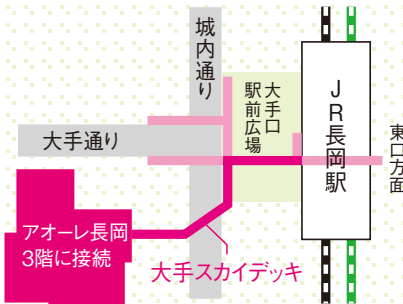 城内通り
大手口
駅前広場
JR長岡駅
東口方面
大手通り
アオーレ長岡
3階に接続
大手スカイデッキ